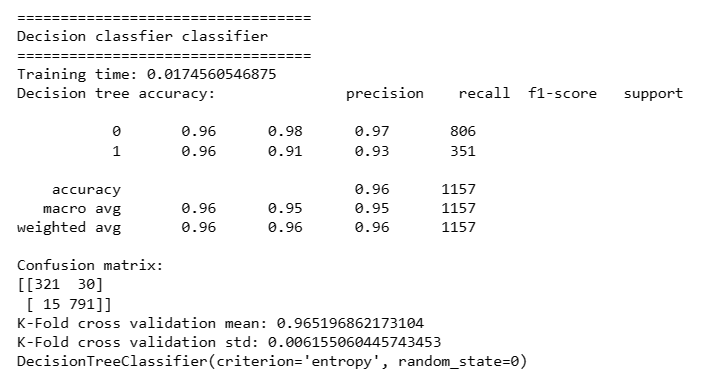 ==================================
Decision classfier classifier
==================================
Training time: 0.0174560546875
Decision tree accuracy:               precision    recall  f1-score   support

           0       0.96      0.98      0.97       806
           1       0.96      0.91      0.93       351

    accuracy                           0.96      1157
   macro avg       0.96      0.95      0.95      1157
weighted avg       0.96      0.96      0.96      1157

Confusion matrix:
[[321  30]
 [ 15 791]]
K-Fold cross validation mean: 0.965196862173104
K-Fold cross validation std: 0.006155060445743453
DecisionTreeClassifier(criterion='entropy', random_state=0)